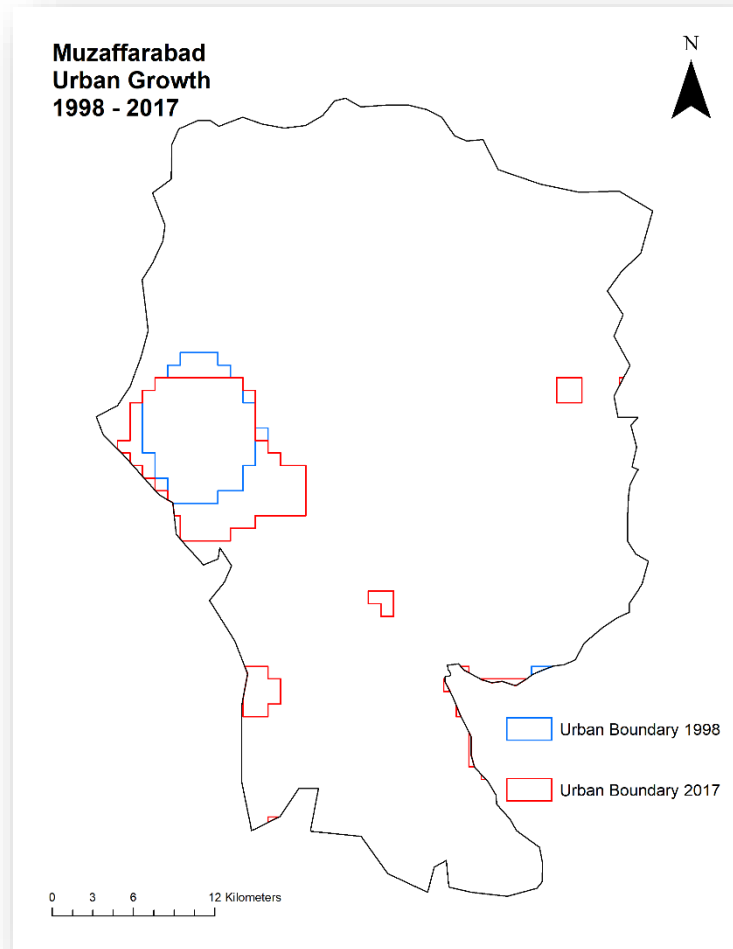 Muzaffarabad
Urban Growth
1998 - 2017
N
Urban Boundary 1998
Urban Boundary 2017
0 3 6 12 Kilometers